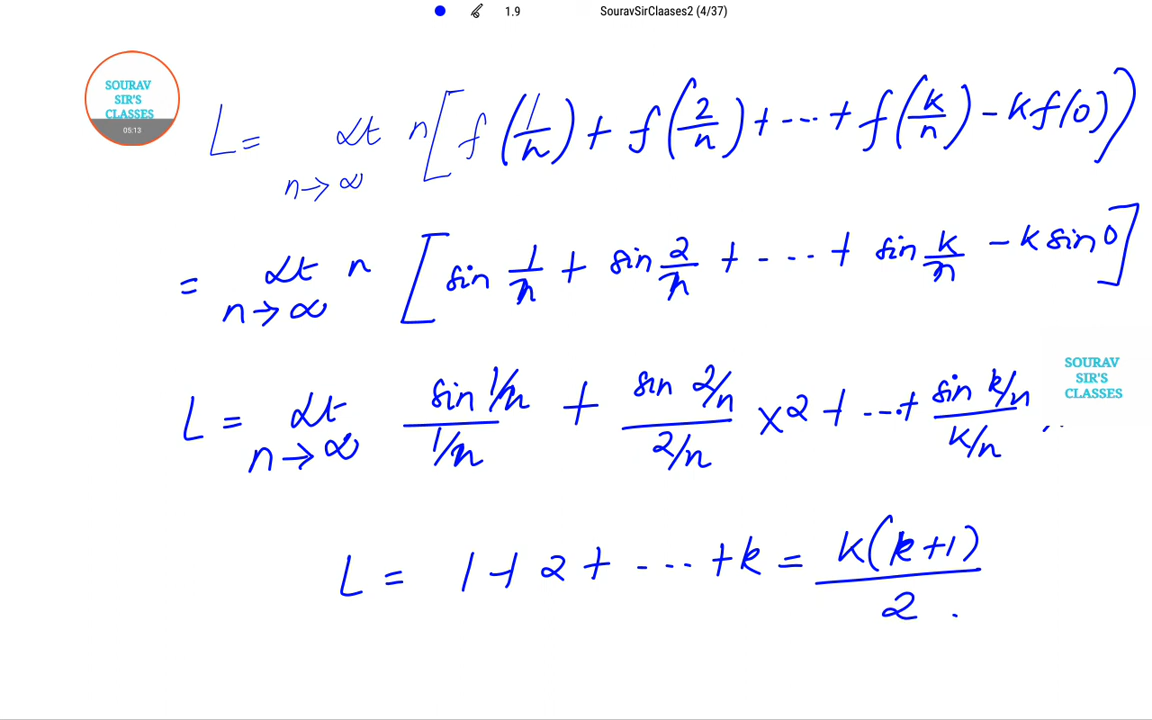 1.9 SouravSirClaases2 (4/37)
SOURAV
SIR'S
CLASSES
05:13
L = Lt n→∞ n[f(1/n) + f(2/n) + --- + f(k/n) - kf(0))
= Lt n→∞ n [sin 1/n + sin 2/n + - --- + sin k/n - k sin 0]
SOURAV
SIR'S
CLASSES
L = Lt n→∞ sin 1/n / 1/n + sin 2/n / 2/n × 2 + ---+ sin k/n / k/n
L = 1 + 2 + - --- + k = k(k+1) / 2 .